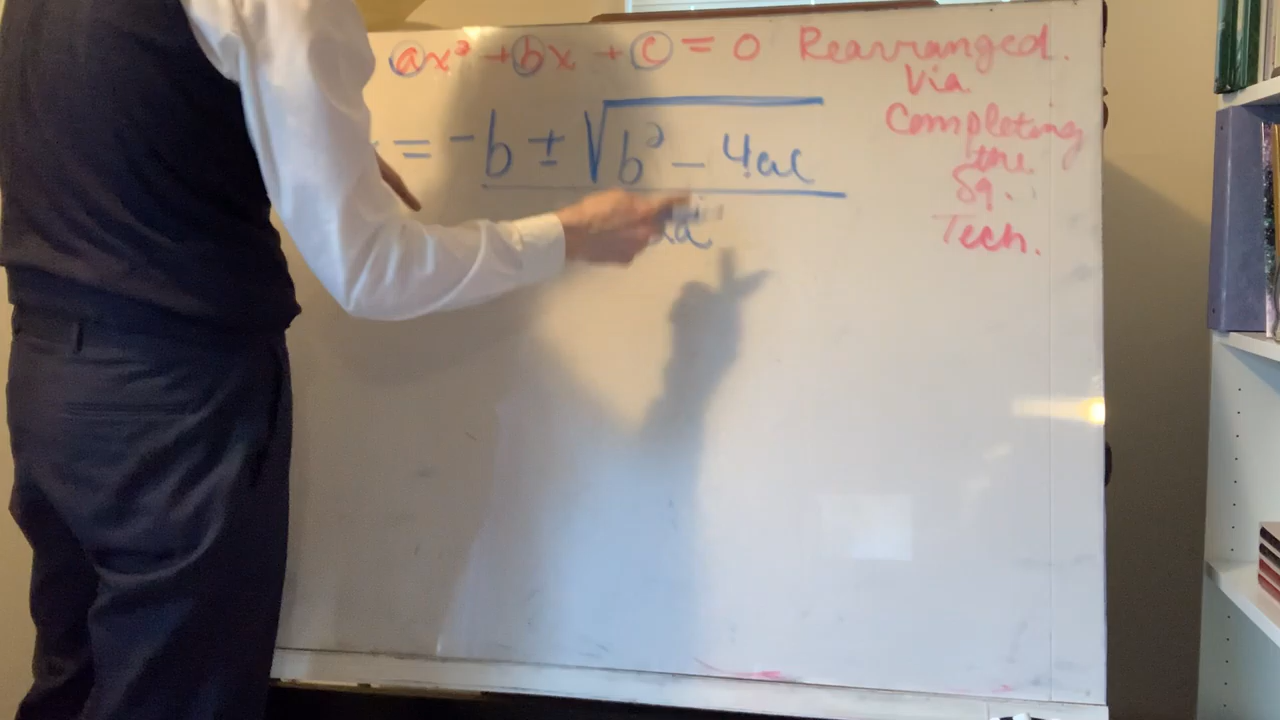 ax² + bx + c = 0 Rearranged.
Via
Completing
the
Sq.
Tech.
= -b ± √b² - 4ac
a